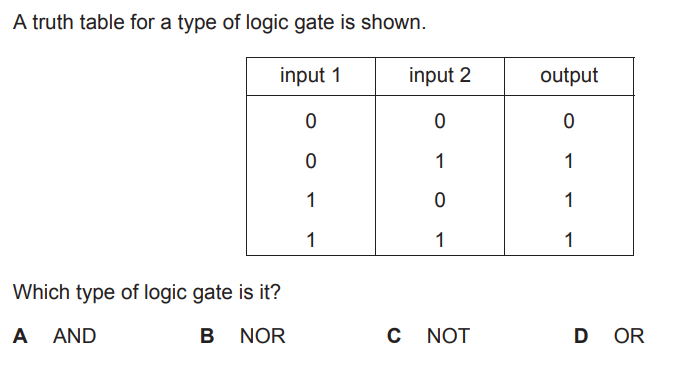 A truth table for a type of logic gate is shown.
input 1 input 2 output
0 0 0
0 1 1
1 0 1
1 1 1
Which type of logic gate is it?
A AND B NOR C NOT D OR